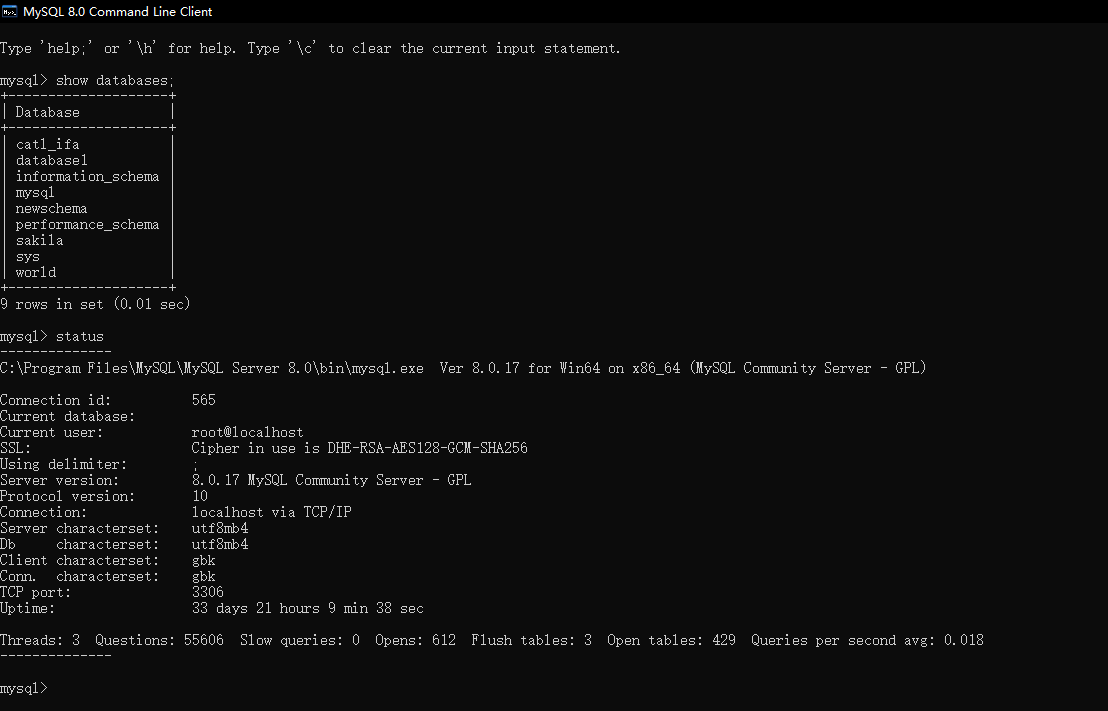 MySQL 8.0 Command Line Client
Type 'help;' or '\h' for help. Type '\c' to clear the current input statement.
mysql> show databases;
+--------------------+
| Database           |
+--------------------+
| catl_ifa           |
| database1          |
| information_schema |
| mysql              |
| newschema          |
| performance_schema |
| sakila             |
| sys                |
| world              |
+--------------------+
9 rows in set (0.01 sec)
mysql> status
--------------
C:\Program Files\MySQL\MySQL Server 8.0\bin\mysql.exe  Ver 8.0.17 for Win64 on x86_64 (MySQL Community Server - GPL)
Connection id:          565
Current database:
Current user:           root@localhost
SSL:                    Cipher in use is DHE-RSA-AES128-GCM-SHA256
Using delimiter:        ;
Server version:         8.0.17 MySQL Community Server - GPL
Protocol version:       10
Connection:             localhost via TCP/IP
Server characterset:    utf8mb4
Db     characterset:    utf8mb4
Client characterset:    gbk
Conn.  characterset:    gbk
TCP port:               3306
Uptime:                 33 days 21 hours 9 min 38 sec
Threads: 3  Questions: 55606  Slow queries: 0  Opens: 612  Flush tables: 3  Open tables: 429  Queries per second avg: 0.018
--------------
mysql>